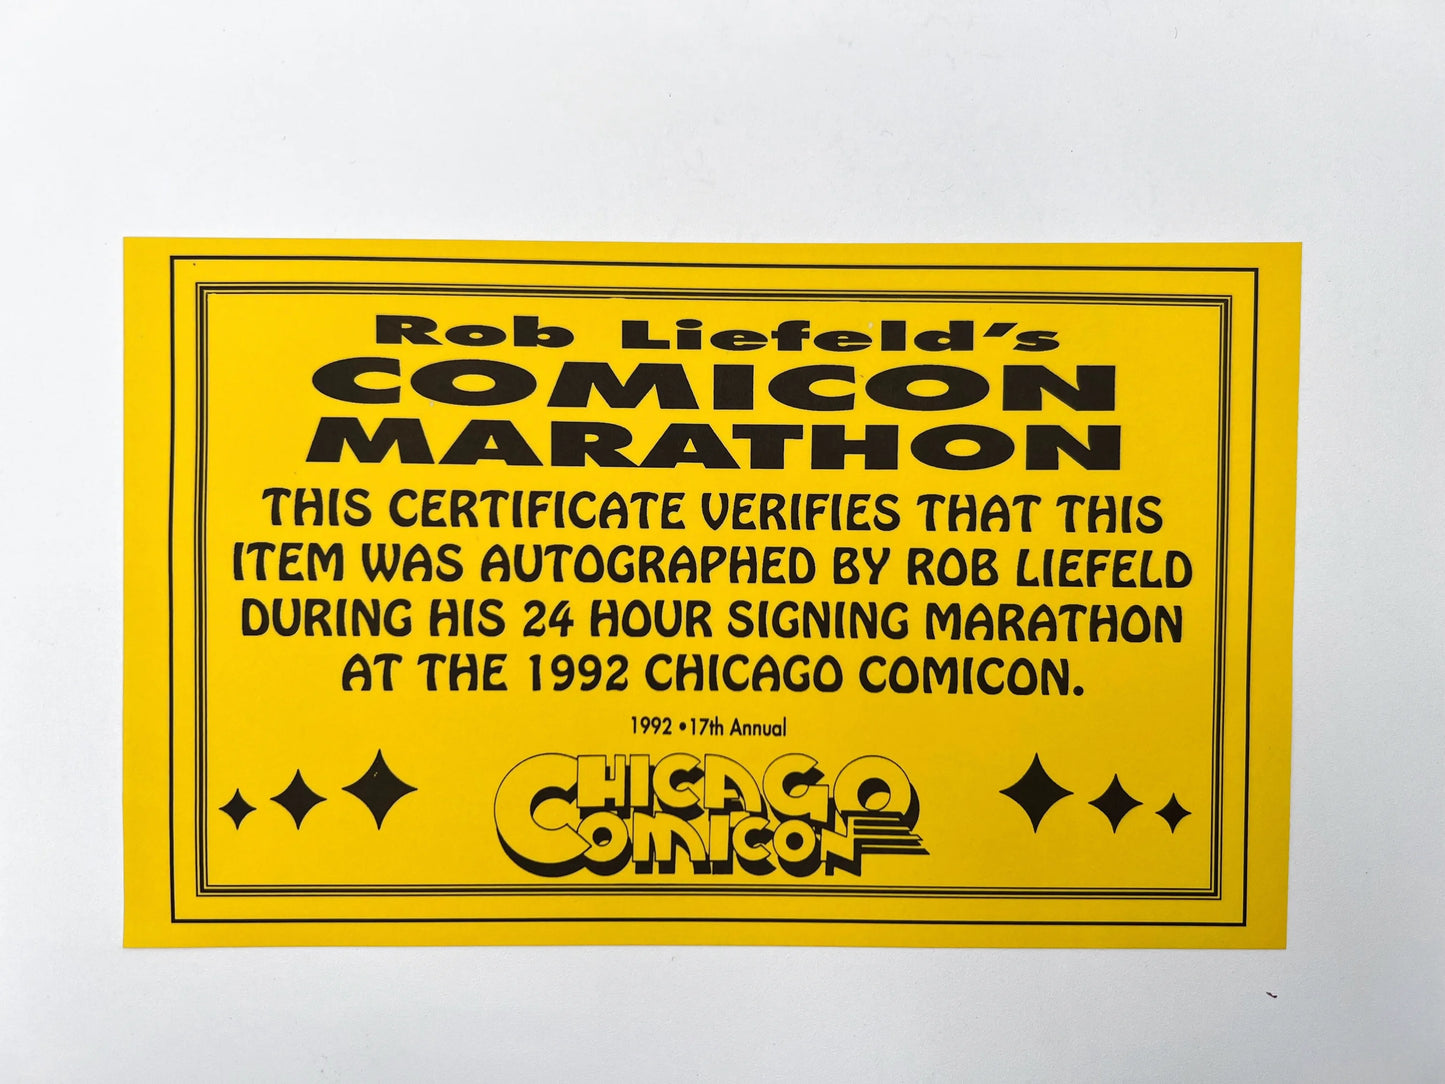 Rob Liefeld's
COMICON
MARATHON
THIS CERTIFICATE VERIFIES THAT THIS
ITEM WAS AUTOGRAPHED BY ROB LIEFELD
DURING HIS 24 HOUR SIGNING MARATHON
AT THE 1992 CHICAGO COMICON.
1992 • 17th Annual
CHICAGO
COMICON